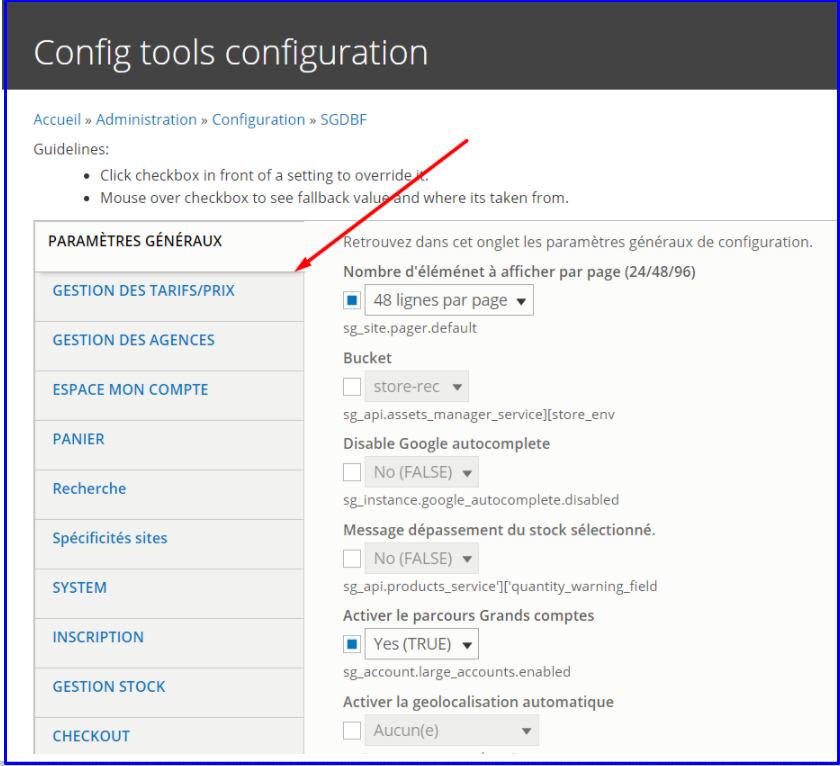 Config tools configuration
Accueil » Administration » Configuration » SGDBF
Guidelines:
Click checkbox in front of a setting to override it.
Mouse over checkbox to see fallback value and where its taken from.
PARAMÈTRES GÉNÉRAUX
GESTION DES TARIFS/PRIX
GESTION DES AGENCES
ESPACE MON COMPTE
PANIER
Recherche
Spécificités sites
SYSTEM
INSCRIPTION
GESTION STOCK
CHECKOUT
Retrouvez dans cet onglet les paramètres généraux de configuration.
Nombre d'éléménet à afficher par page (24/48/96)
48 lignes par page
sg_site.pager.default
Bucket
store-rec
sg_api.assets_manager_service][store_env
Disable Google autocomplete
No (FALSE)
sg_instance.google_autocomplete.disabled
Message dépassement du stock sélectionné.
No (FALSE)
sg_api.products_service']['quantity_warning_field
Activer le parcours Grands comptes
Yes (TRUE)
sg_account.large_accounts.enabled
Activer la geolocalisation automatique
Aucun(e)